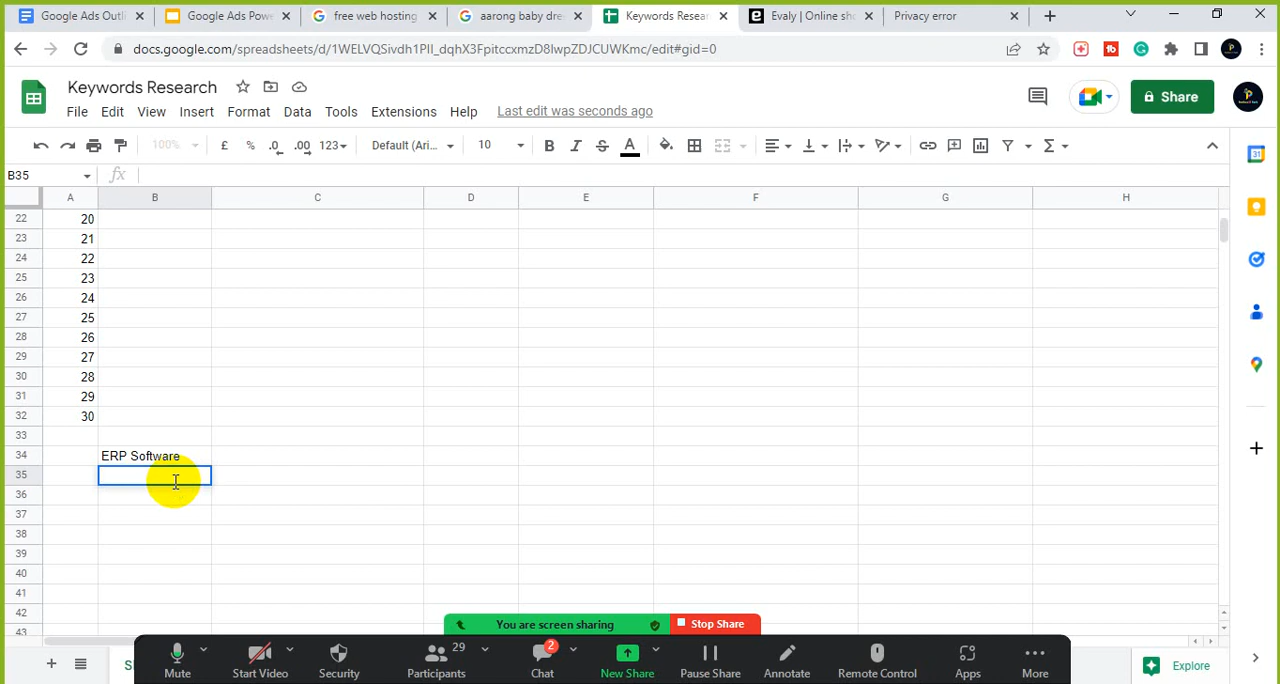 Google Ads Outli
Google Ads Powe
free web hosting
aarong baby dre
Keywords Resear
Evaly | Online sho
Privacy error
docs.google.com/spreadsheets/d/1WELVQSivdh1PlI_dqhX3FpitccxmzD8lwpZDJCUWKmc/edit#gid=0
Keywords Research
Share
File Edit View Insert Format Data Tools Extensions Help Last edit was seconds ago
100% £ % .0 .00 123 Default (Ari... 10 B I S A
B35 fx
A B C D E F G H
22 20
23 21
24 22
25 23
26 24
27 25
28 26
29 27
30 28
31 29
32 30
33
34 ERP Software
35
36
37
38
39
40
41
42
43
You are screen sharing Stop Share
2
29
Mute Start Video Security Participants Chat New Share Pause Share Annotate Remote Control Apps More
Explore